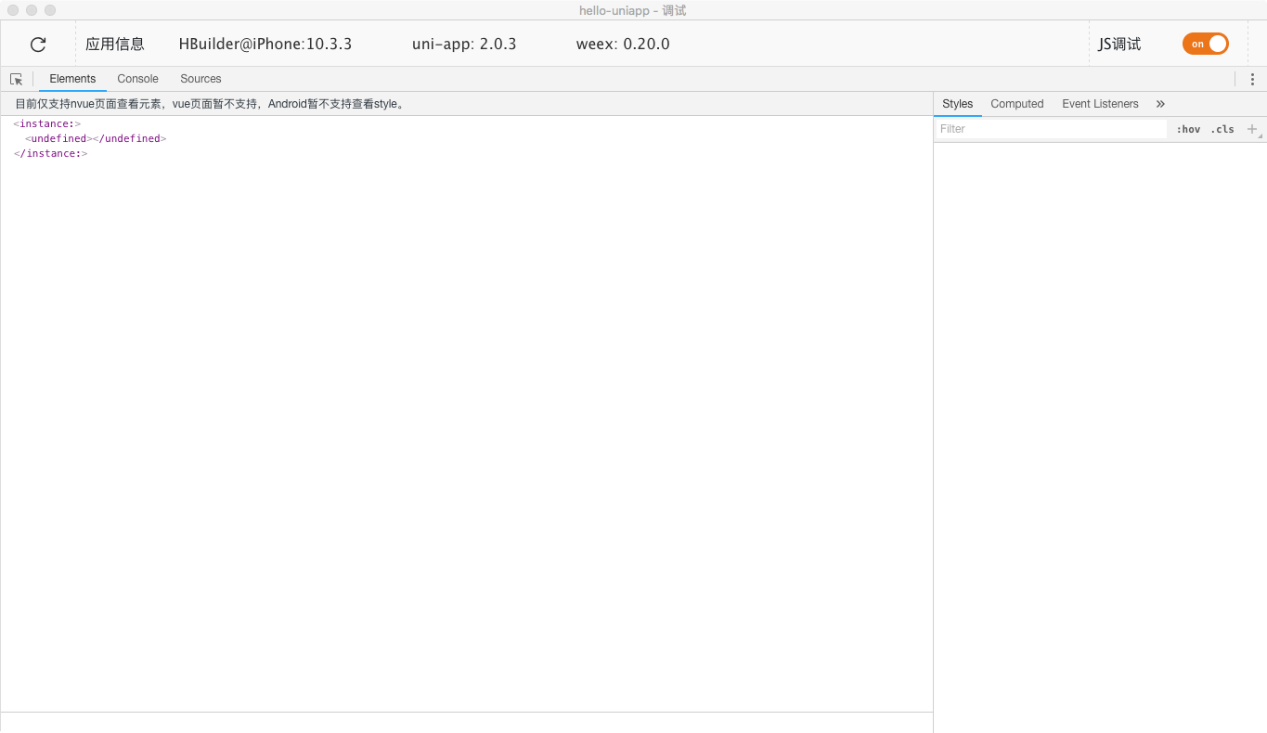 hello-uniapp - 调试
应用信息 HBuilder@iPhone:10.3.3 uni-app: 2.0.3 weex: 0.20.0 JS调试 on
Elements Console Sources
目前仅支持nvue页面查看元素，vue页面暂不支持，Android暂不支持查看style。
Styles Computed Event Listeners »
Filter :hov .cls +
<instance:>
<undefined></undefined>
</instance:>